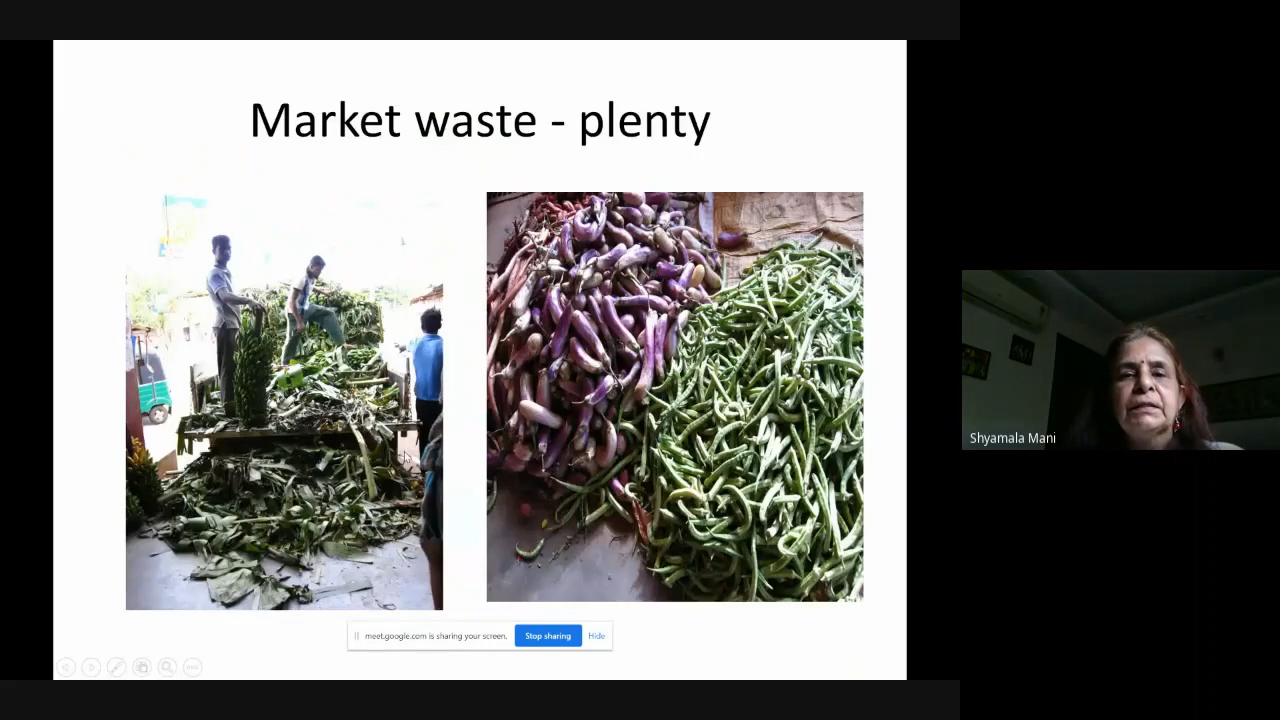 Market waste - plenty
Shyamala Mani
meet.google.com is sharing your screen.
Stop sharing
Hide